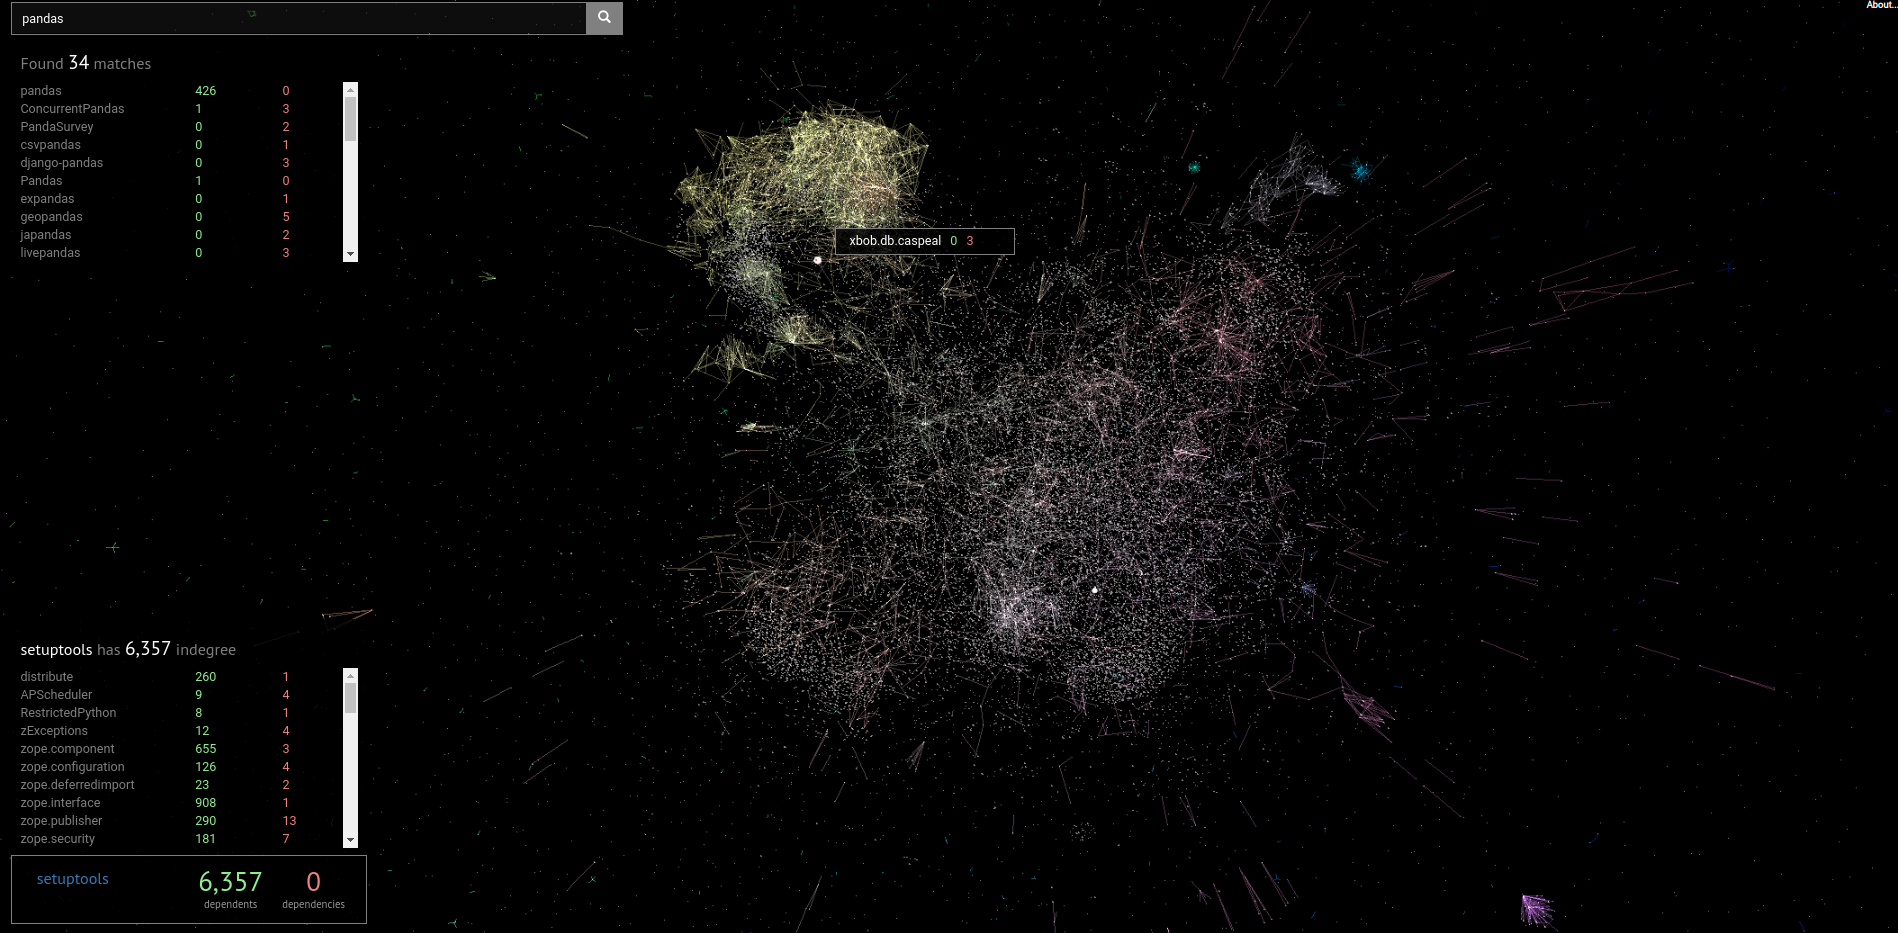 pandas
About...
Found 34 matches
pandas 426 0
ConcurrentPandas 1 3
PandaSurvey 0 2
csvpandas 0 1
django-pandas 0 3
Pandas 1 0
expandas 0 1
geopandas 0 5
japandas 0 2
livepandas 0 3
xbob.db.caspeal 0 3
setuptools has 6,357 indegree
distribute 260 1
APScheduler 9 4
RestrictedPython 8 1
zExceptions 12 4
zope.component 655 3
zope.configuration 126 4
zope.deferredimport 23 2
zope.interface 908 1
zope.publisher 290 13
zope.security 181 7
setuptools 6,357 0
dependents dependencies